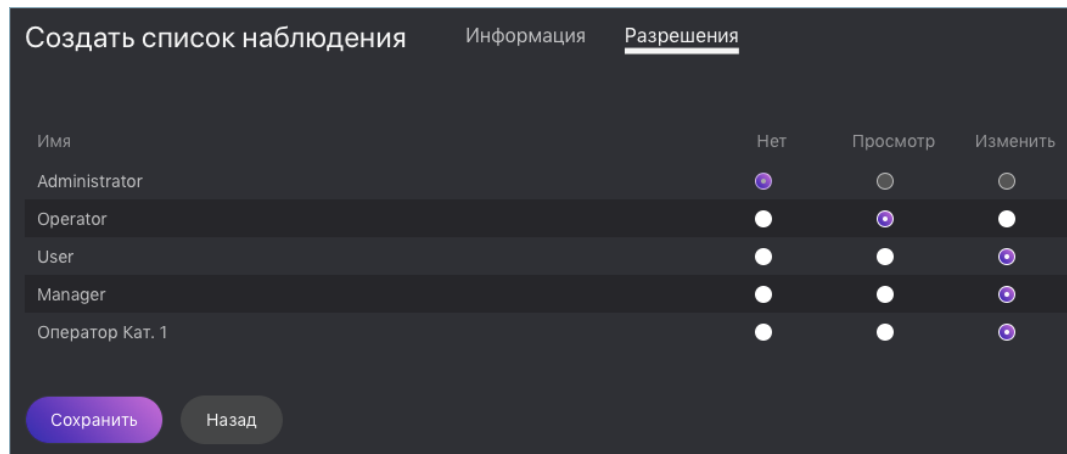 Создать список наблюдения Информация Разрешения
Имя Нет Просмотр Изменить
Administrator
Operator
User
Manager
Оператор Кат. 1
Сохранить Назад